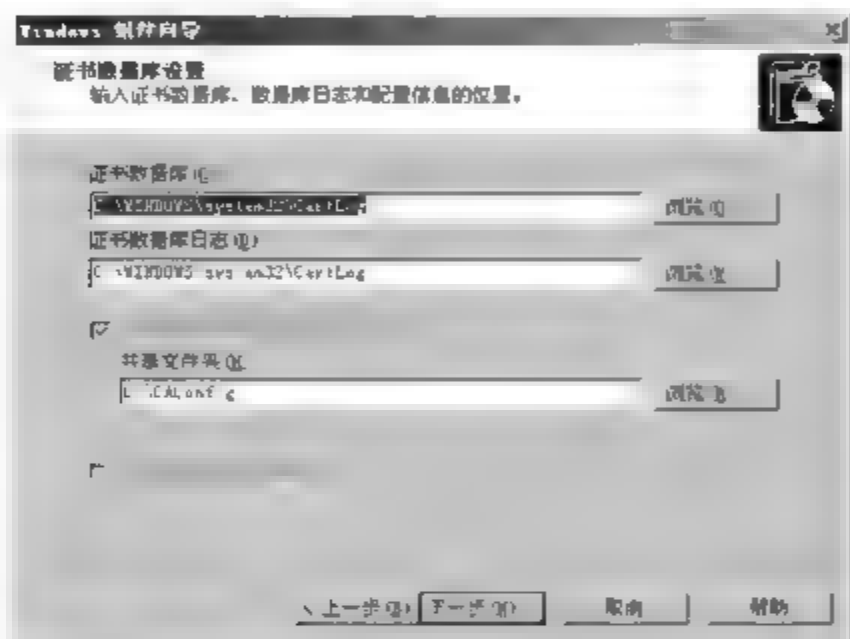 Windows 组件向导
证书数据库设置
输入证书数据库、数据库日志和配置信息的位置。
证书数据库
C:\WINDOWS\system32\CertLog
浏览
证书数据库日志(D)
C:\WINDOWS\system32\CertLog
浏览
共享文件夹
C:\CAConfig
浏览
上一步(B)
下一步(N)
取消
帮助